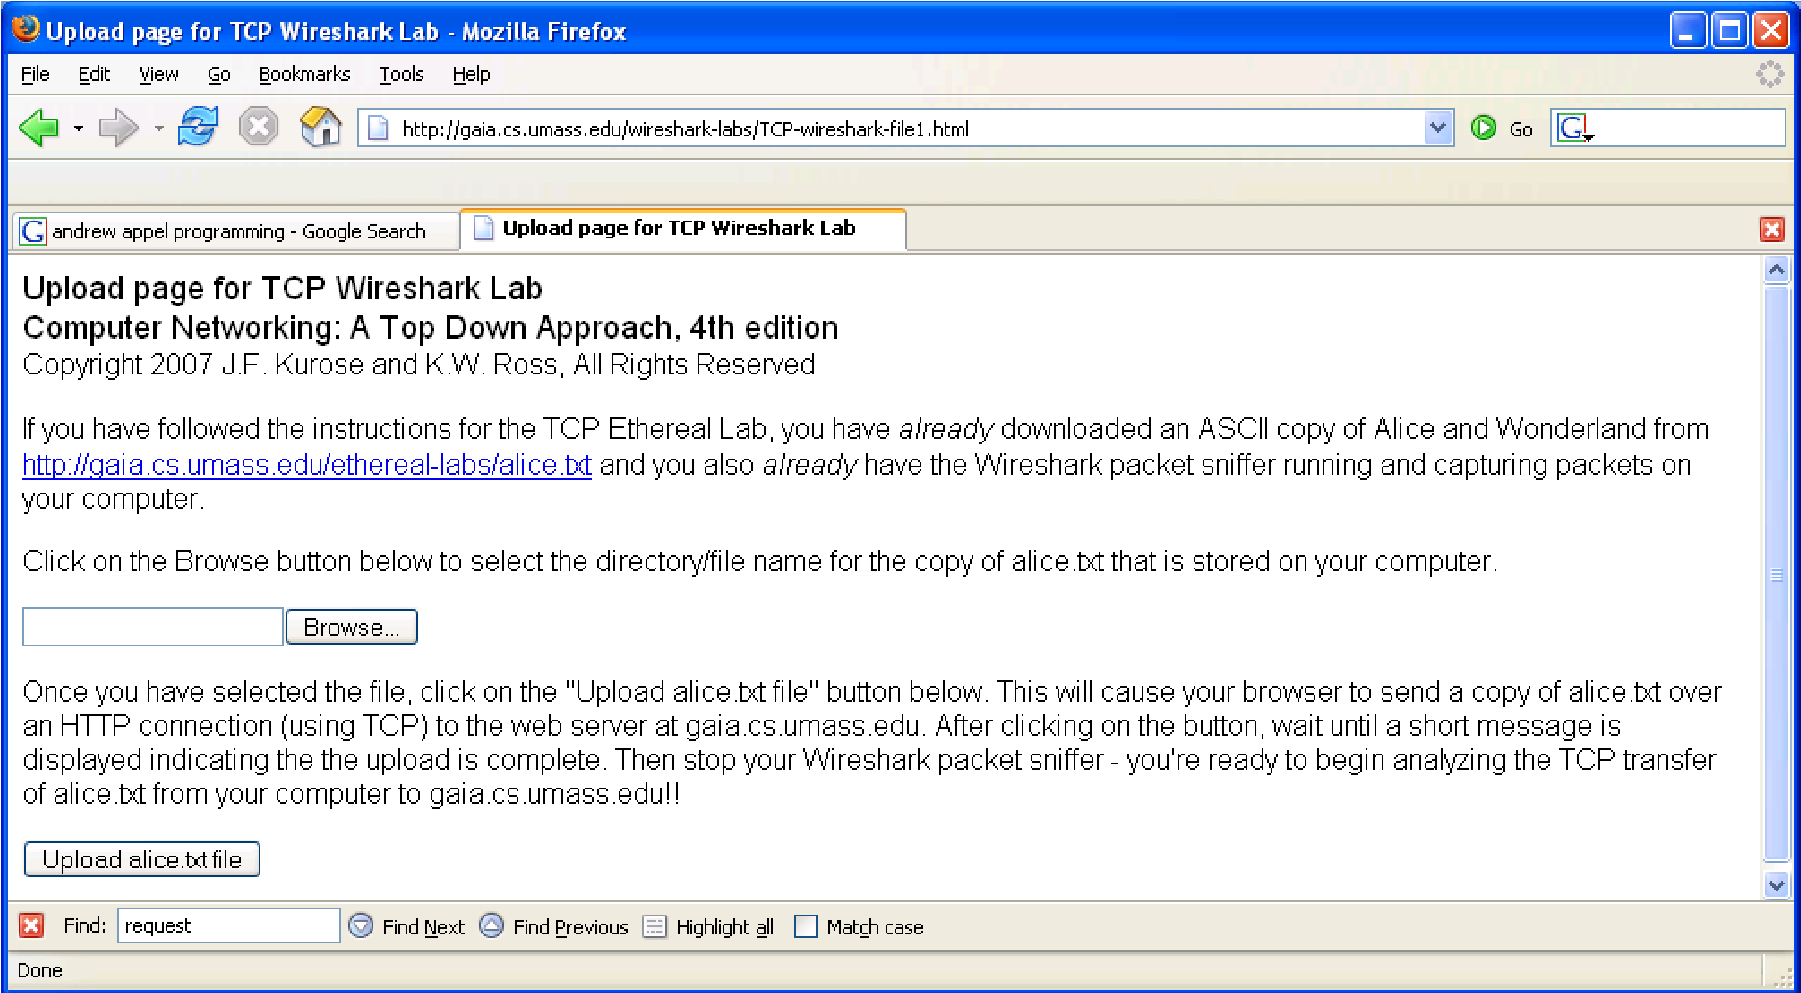 Upload page for TCP Wireshark Lab - Mozilla Firefox
File Edit View Go Bookmarks Tools Help
http://gaia.cs.umass.edu/wireshark-labs/TCP-wireshark-file1.html Go G
G andrew appel programming - Google Search Upload page for TCP Wireshark Lab
Upload page for TCP Wireshark Lab
Computer Networking: A Top Down Approach, 4th edition
Copyright 2007 J.F. Kurose and K.W. Ross, All Rights Reserved
If you have followed the instructions for the TCP Ethereal Lab, you have already downloaded an ASCII copy of Alice and Wonderland from
http://gaia.cs.umass.edu/ethereal-labs/alice.txt and you also already have the Wireshark packet sniffer running and capturing packets on
your computer.
Click on the Browse button below to select the directory/file name for the copy of alice.txt that is stored on your computer.
Browse...
Once you have selected the file, click on the "Upload alice.txt file" button below. This will cause your browser to send a copy of alice.txt over
an HTTP connection (using TCP) to the web server at gaia.cs.umass.edu. After clicking on the button, wait until a short message is
displayed indicating the the upload is complete. Then stop your Wireshark packet sniffer - you're ready to begin analyzing the TCP transfer
of alice.txt from your computer to gaia.cs.umass.edu!!
Upload alice.txt file
Find: request Find Next Find Previous Highlight all Match case
Done